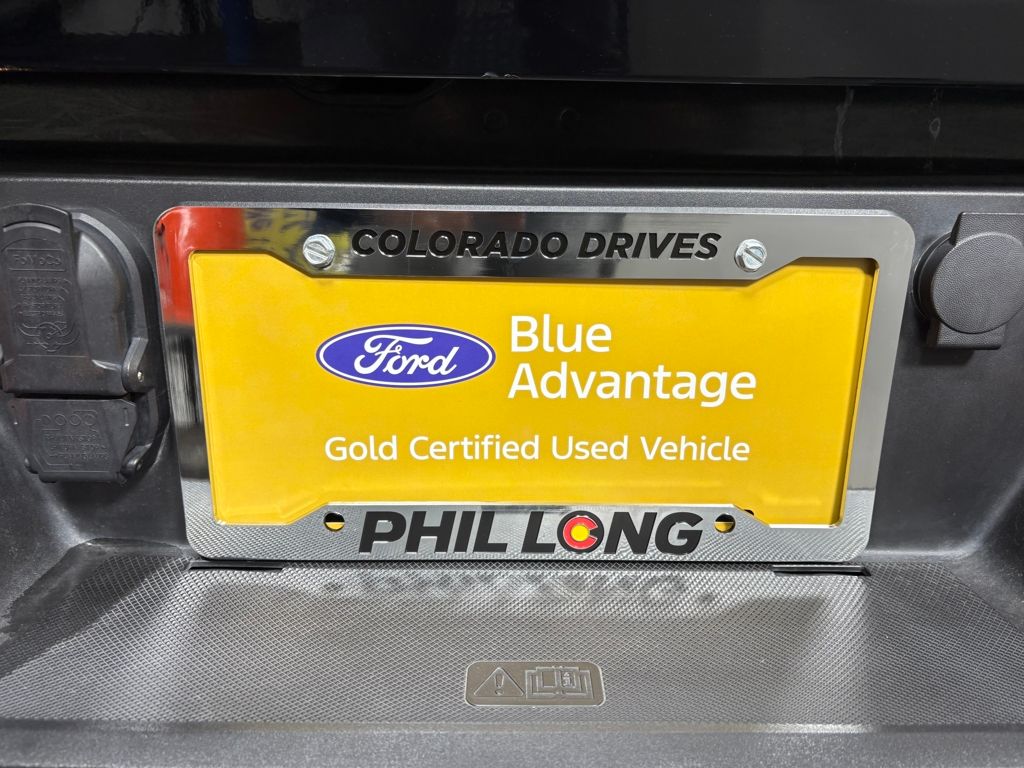 COLORADO DRIVES
Ford
Blue
Advantage
Gold Certified Used Vehicle
PHIL LONG